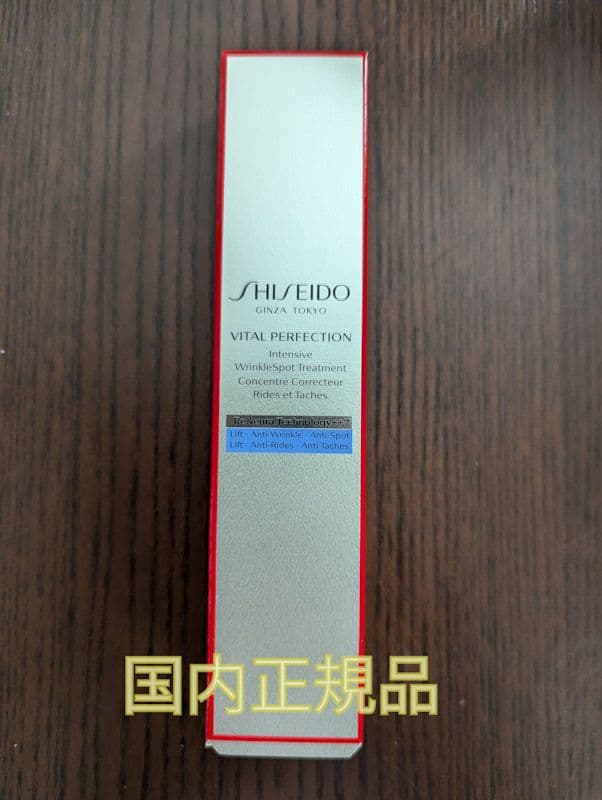 SHISEIDO
GINZA TOKYO
VITAL PERFECTION
Intensive
WrinkleSpot Treatment
Concentré Correcteur
Rides et Taches
ReNeura Technology++™
Lift · Anti-Wrinkle · Anti-Spot
Lift · Anti-Rides · Anti-Taches
国内正規品